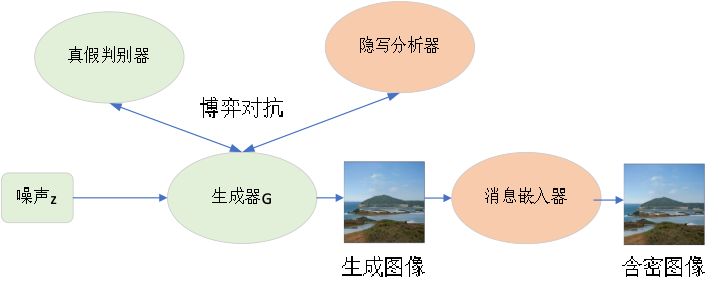 真假判别器
隐写分析器
博弈对抗
噪声z
生成器G
消息嵌入器
生成图像
含密图像